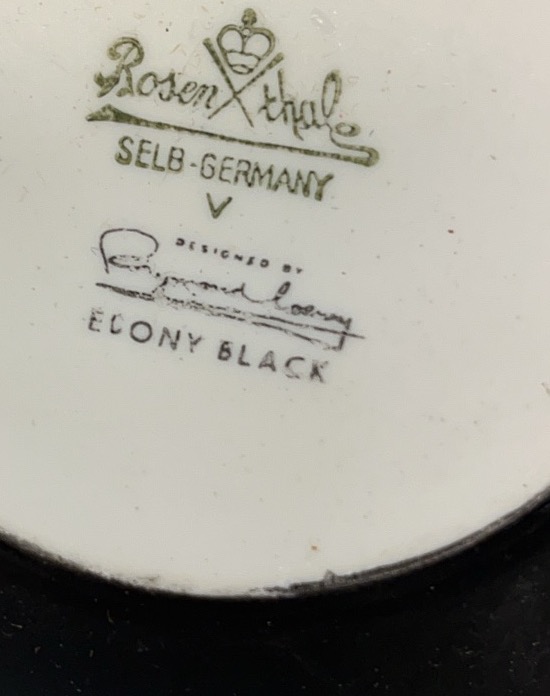 Rosenthal
SELB-GERMANY
V
DESIGNED BY
Raymond Loewy
EBONY BLACK